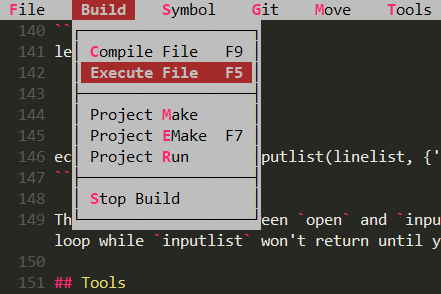 File Build Symbol Git Move Tools
140 ``
141 le
Compile File F9
142
Execute File F5
143
144
Project Make
145
Project EMake F7
146 ec putlist(linelist, {'
Project Run
147 ``
148
Stop Build
149 Th een `open` and `inpu
loop while `inputlist` won't return until y
150
151 ## Tools